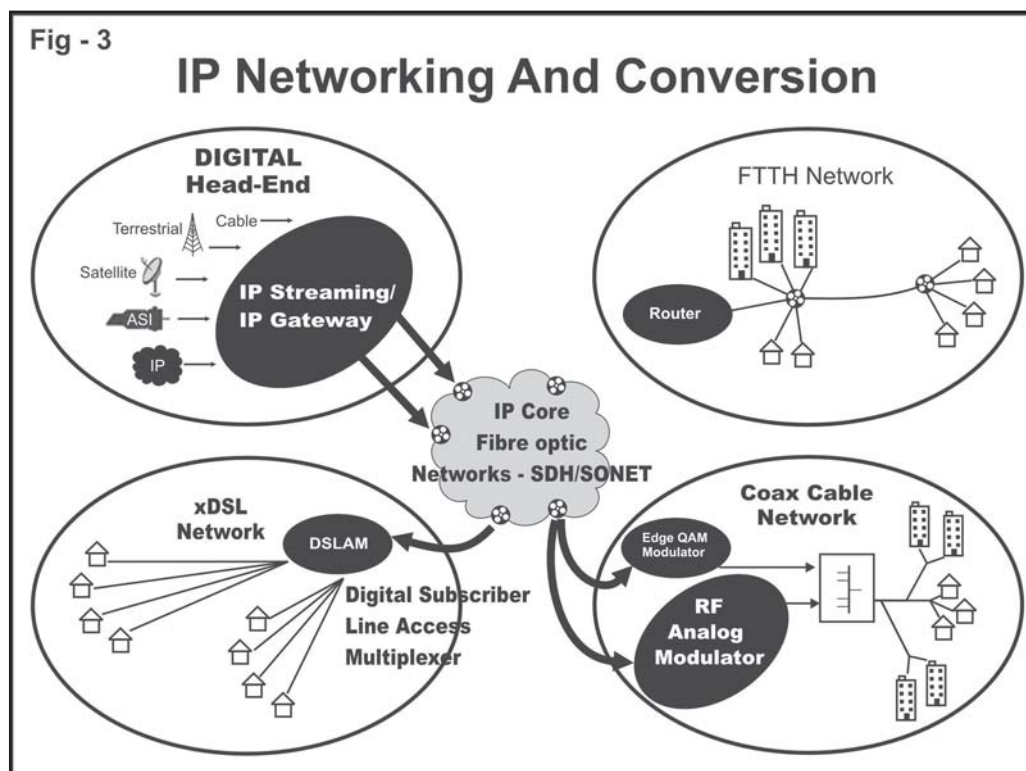 Fig - 3
IP Networking And Conversion
DIGITAL
Head-End
Terrestrial
Cable
Satellite
ASI
IP
IP Streaming/
IP Gateway
FTTH Network
Router
IP Core
Fibre optic
Networks - SDH/SONET
xDSL
Network
DSLAM
Digital Subscriber
Line Access
Multiplexer
Coax Cable
Network
Edge QAM
Modulator
RF
Analog
Modulator